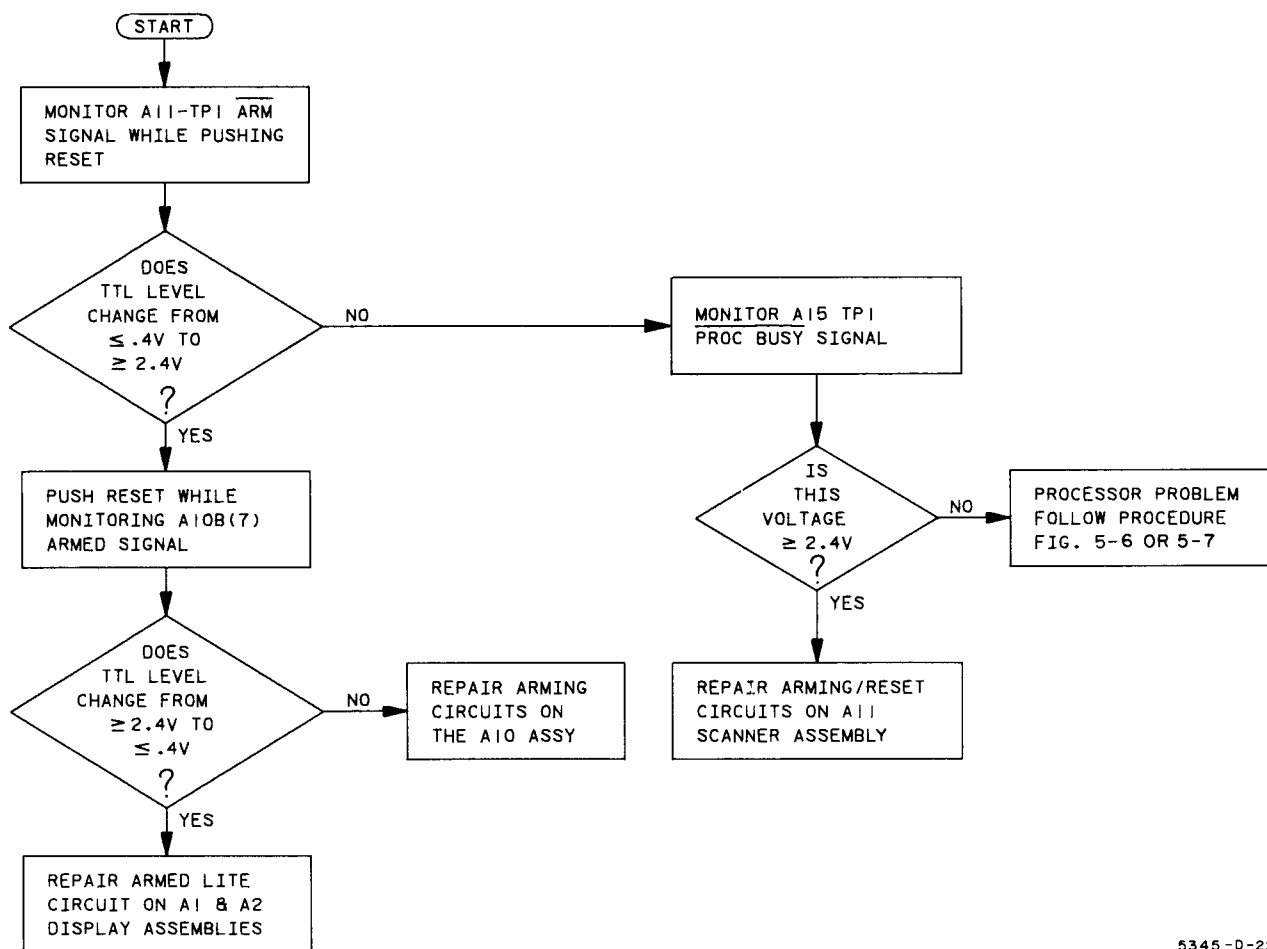 START
MONITOR A11-TP1 ARM
SIGNAL WHILE PUSHING
RESET
DOES
TTL LEVEL
CHANGE FROM
≤ .4V TO
≥ 2.4V
?
NO
YES
MONITOR A15 TP1
PROC BUSY SIGNAL
IS
THIS
VOLTAGE
≥ 2.4V
?
NO
YES
PROCESSOR PROBLEM
FOLLOW PROCEDURE
FIG. 5-6 OR 5-7
REPAIR ARMING/RESET
CIRCUITS ON A11
SCANNER ASSEMBLY
PUSH RESET WHILE
MONITORING A10B(7)
ARMED SIGNAL
DOES
TTL LEVEL
CHANGE FROM
≥ 2.4V TO
≤ .4V
?
NO
YES
REPAIR ARMING
CIRCUITS ON
THE A10 ASSY
REPAIR ARMED LITE
CIRCUIT ON A1 & A2
DISPLAY ASSEMBLIES